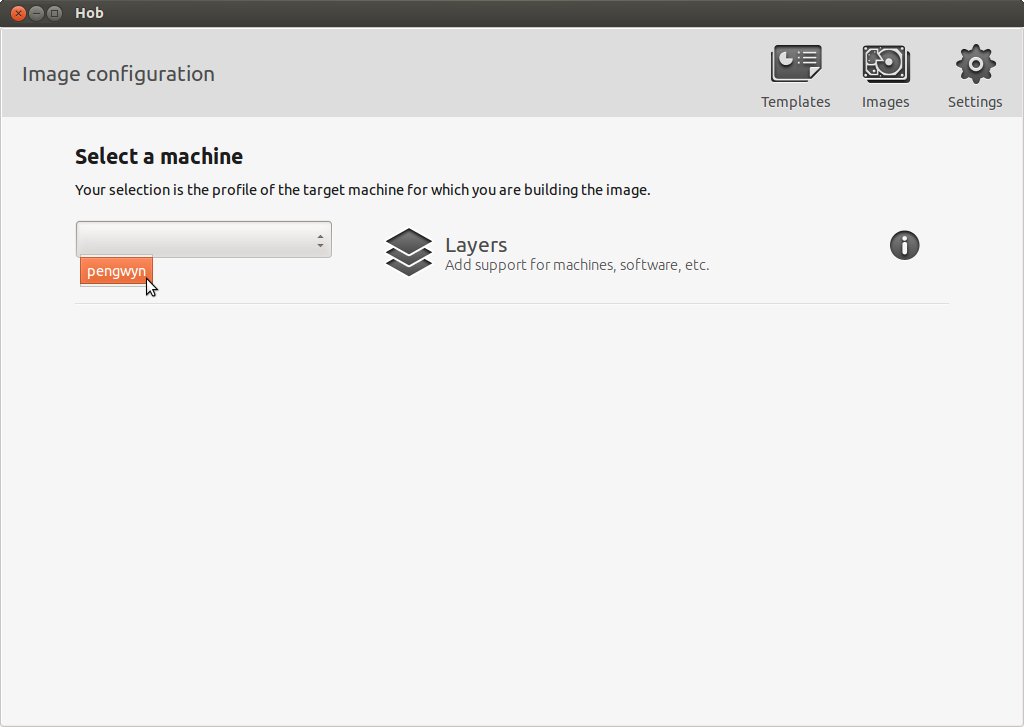 Hob
Image configuration
Templates
Images
Settings
Select a machine
Your selection is the profile of the target machine for which you are building the image.
pengwyn
Layers
Add support for machines, software, etc.